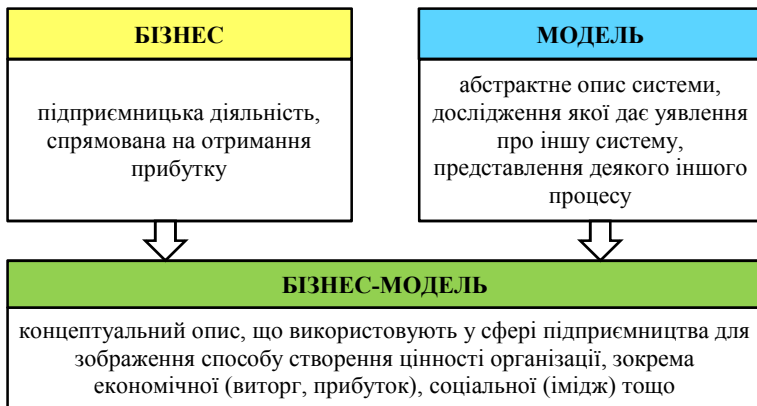 БІЗНЕС
підприємницька діяльність,
спрямована на отримання
прибутку
МОДЕЛЬ
абстрактне опис системи,
дослідження якої дає уявлення
про іншу систему,
представлення деякого іншого
процесу
БІЗНЕС-МОДЕЛЬ
концептуальний опис, що використовують у сфері підприємництва для
зображення способу створення цінності організації, зокрема
економічної (виторг, прибуток), соціальної (імідж) тощо